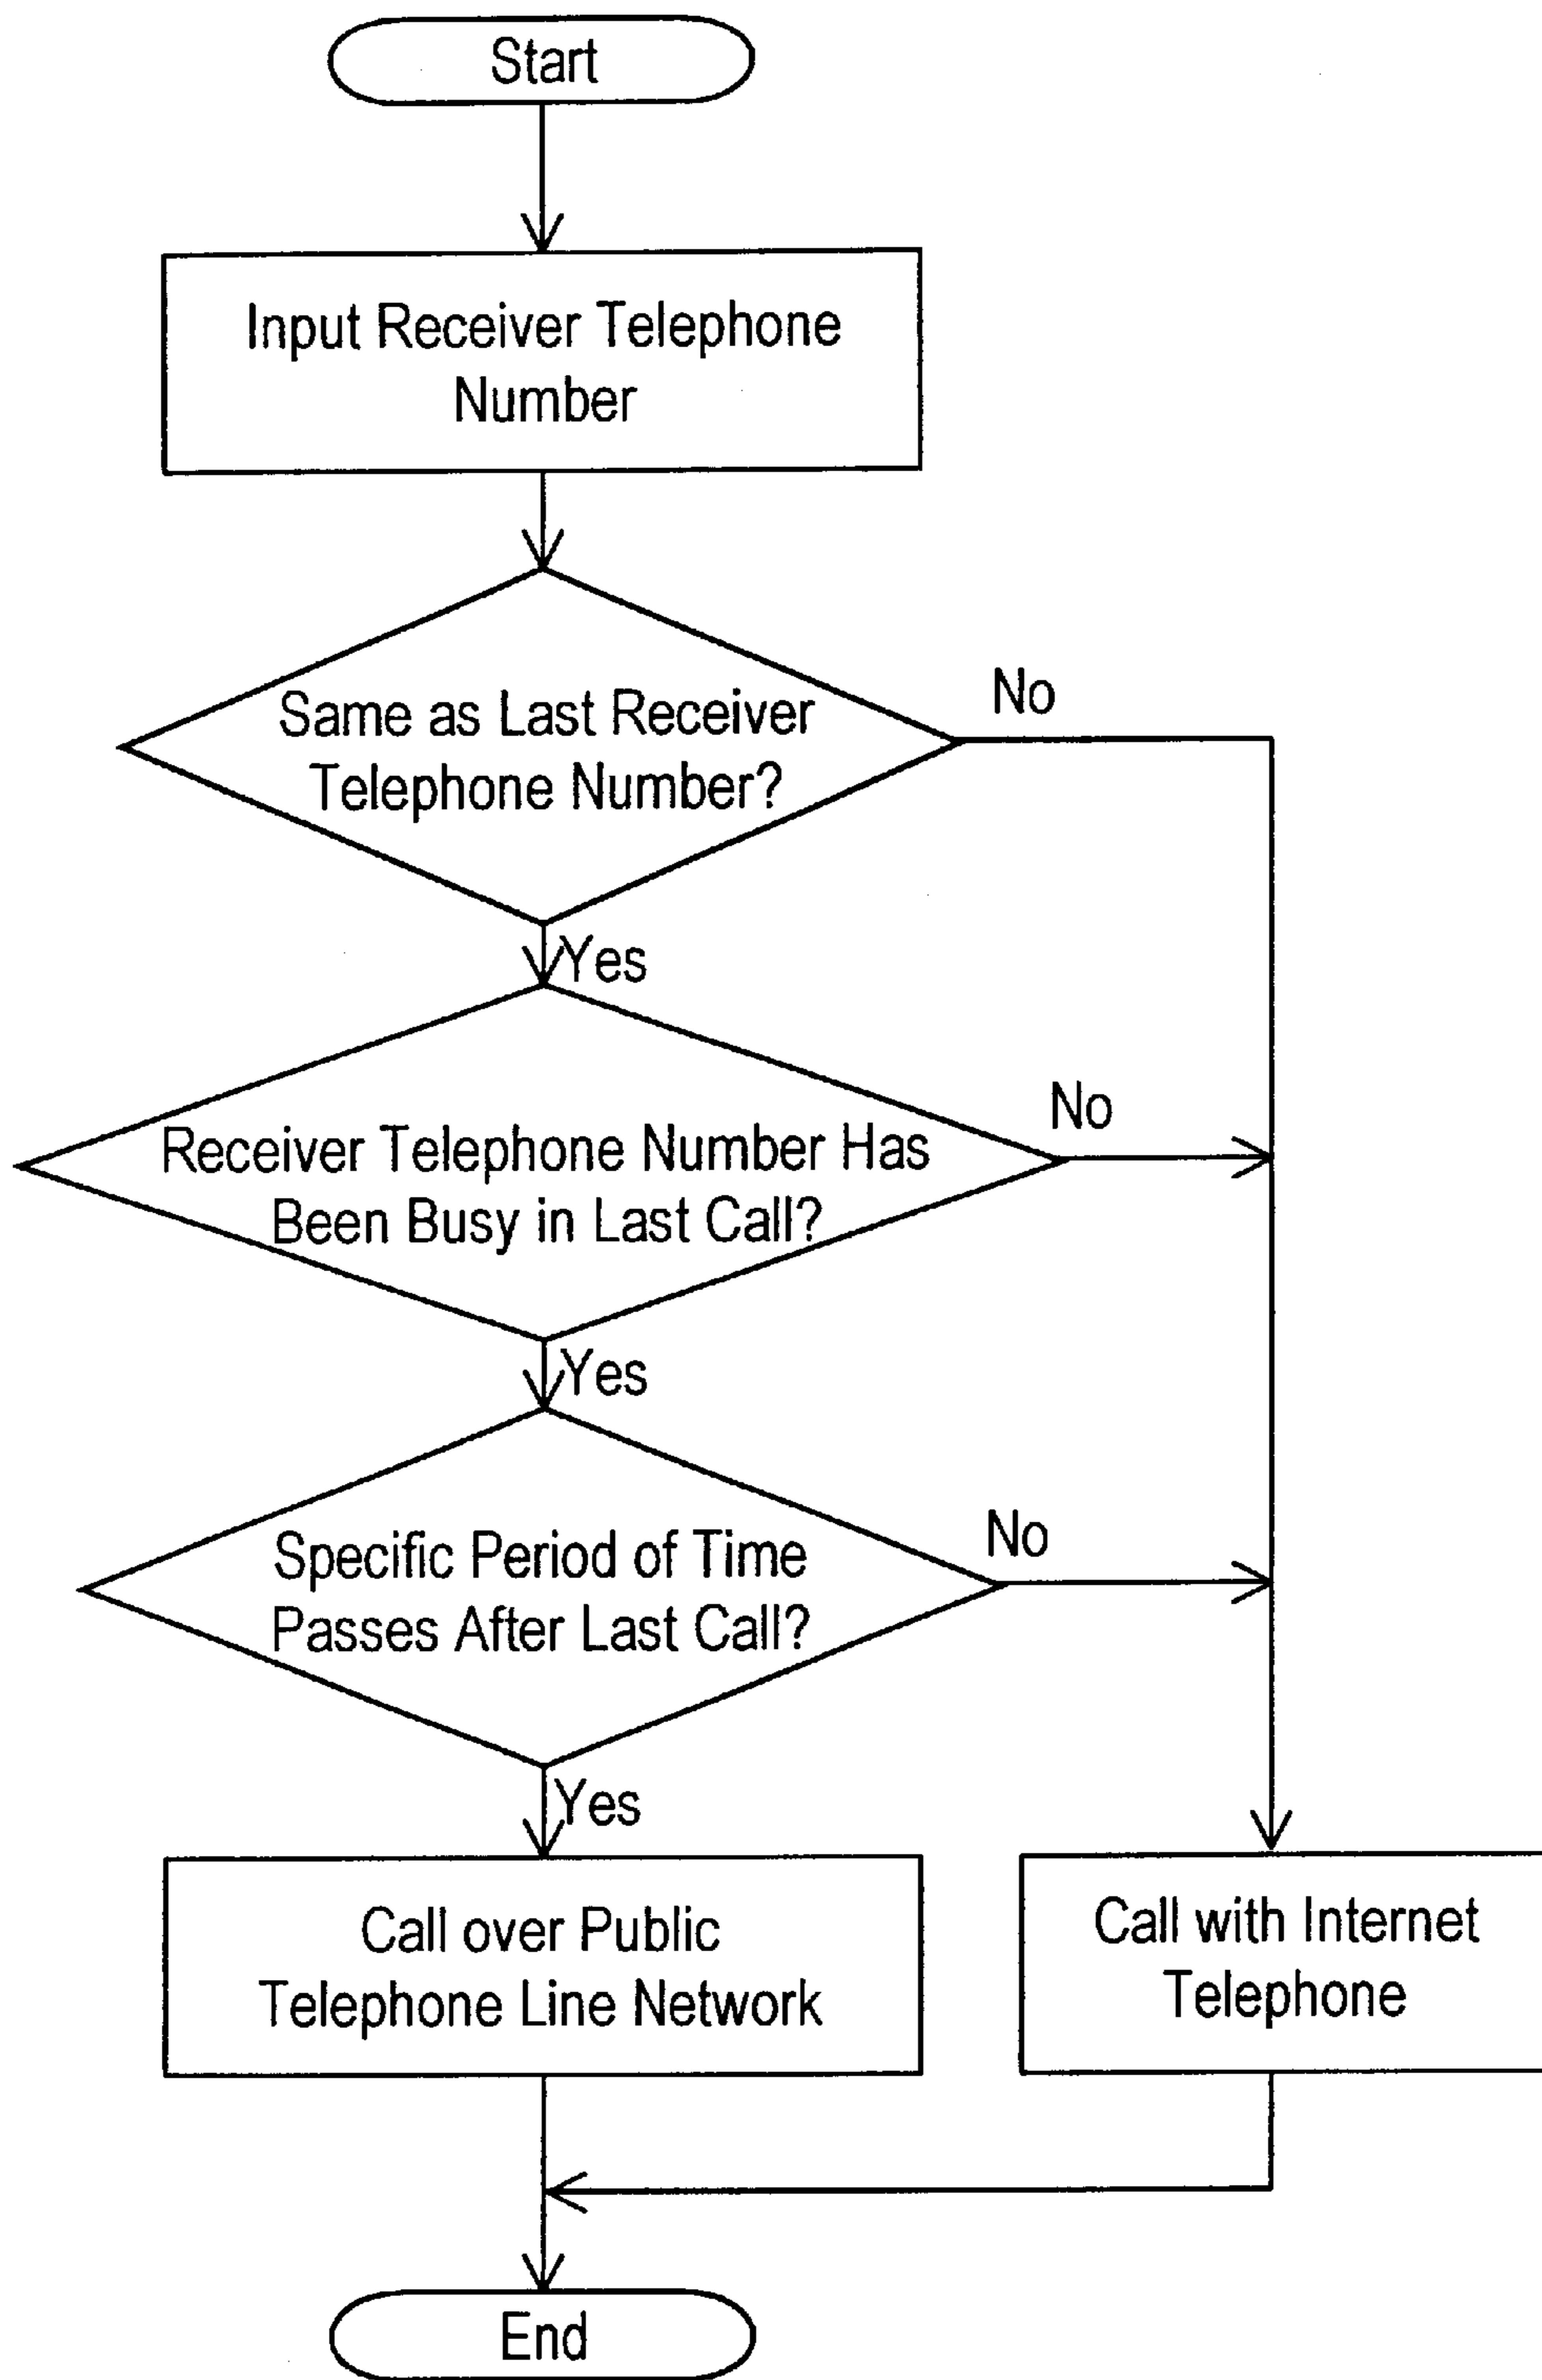 Start
Input Receiver Telephone
Number
Same as Last Receiver
Telephone Number?
No
Yes
Receiver Telephone Number Has
Been Busy in Last Call?
No
Yes
Specific Period of Time
Passes After Last Call?
No
Yes
Call over Public
Telephone Line Network
Call with Internet
Telephone
End